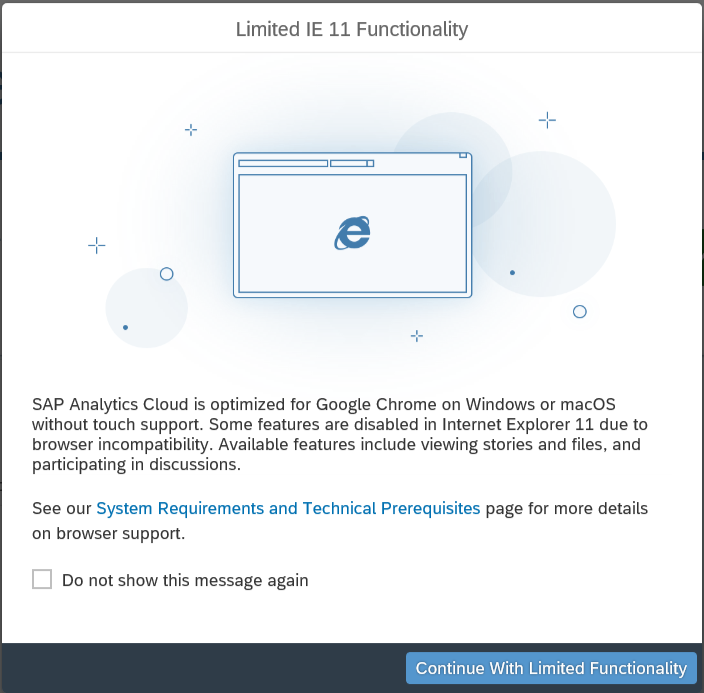 Limited IE 11 Functionality
SAP Analytics Cloud is optimized for Google Chrome on Windows or macOS
without touch support. Some features are disabled in Internet Explorer 11 due to
browser incompatibility. Available features include viewing stories and files, and
participating in discussions.
See our System Requirements and Technical Prerequisites page for more details
on browser support.
Do not show this message again
Continue With Limited Functionality